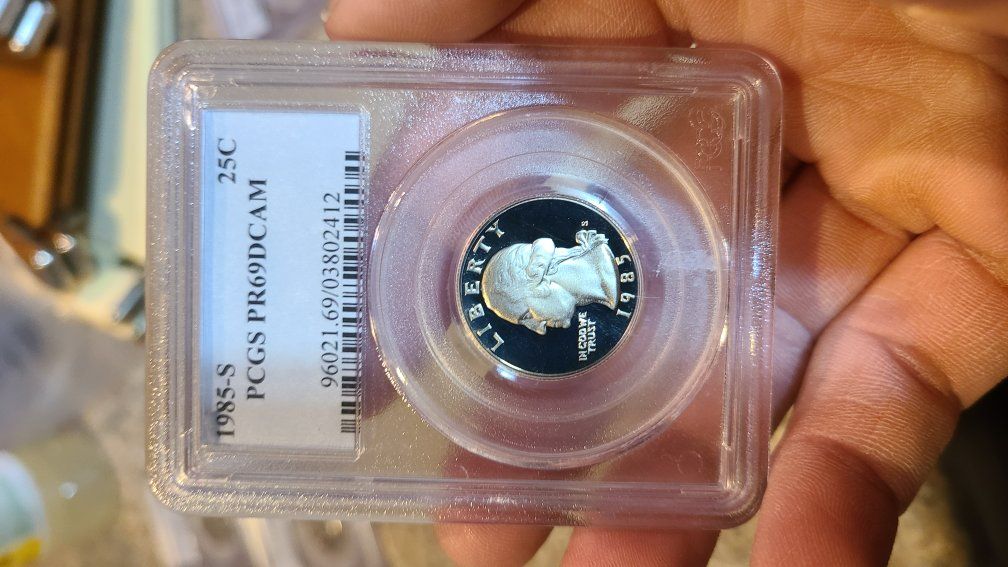 1985-S 25C
PCGS PR69DCAM
96021.69/03802412
LIBERTY
IN GOD WE
TRUST
S
1985